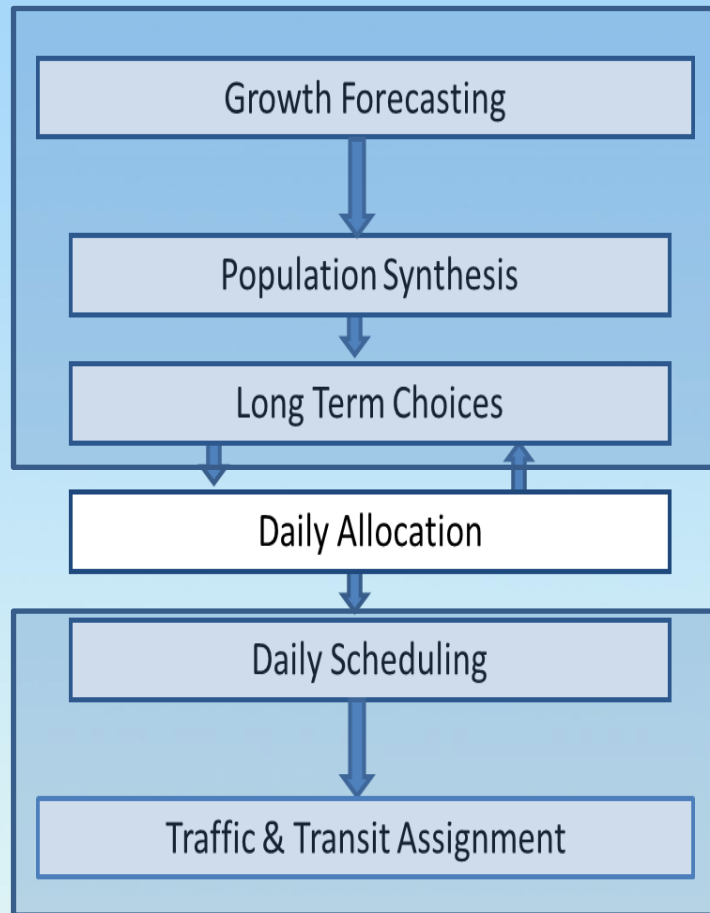 Growth Forecasting
Population Synthesis
Long Term Choices
Daily Allocation
Daily Scheduling
Traffic & Transit Assignment